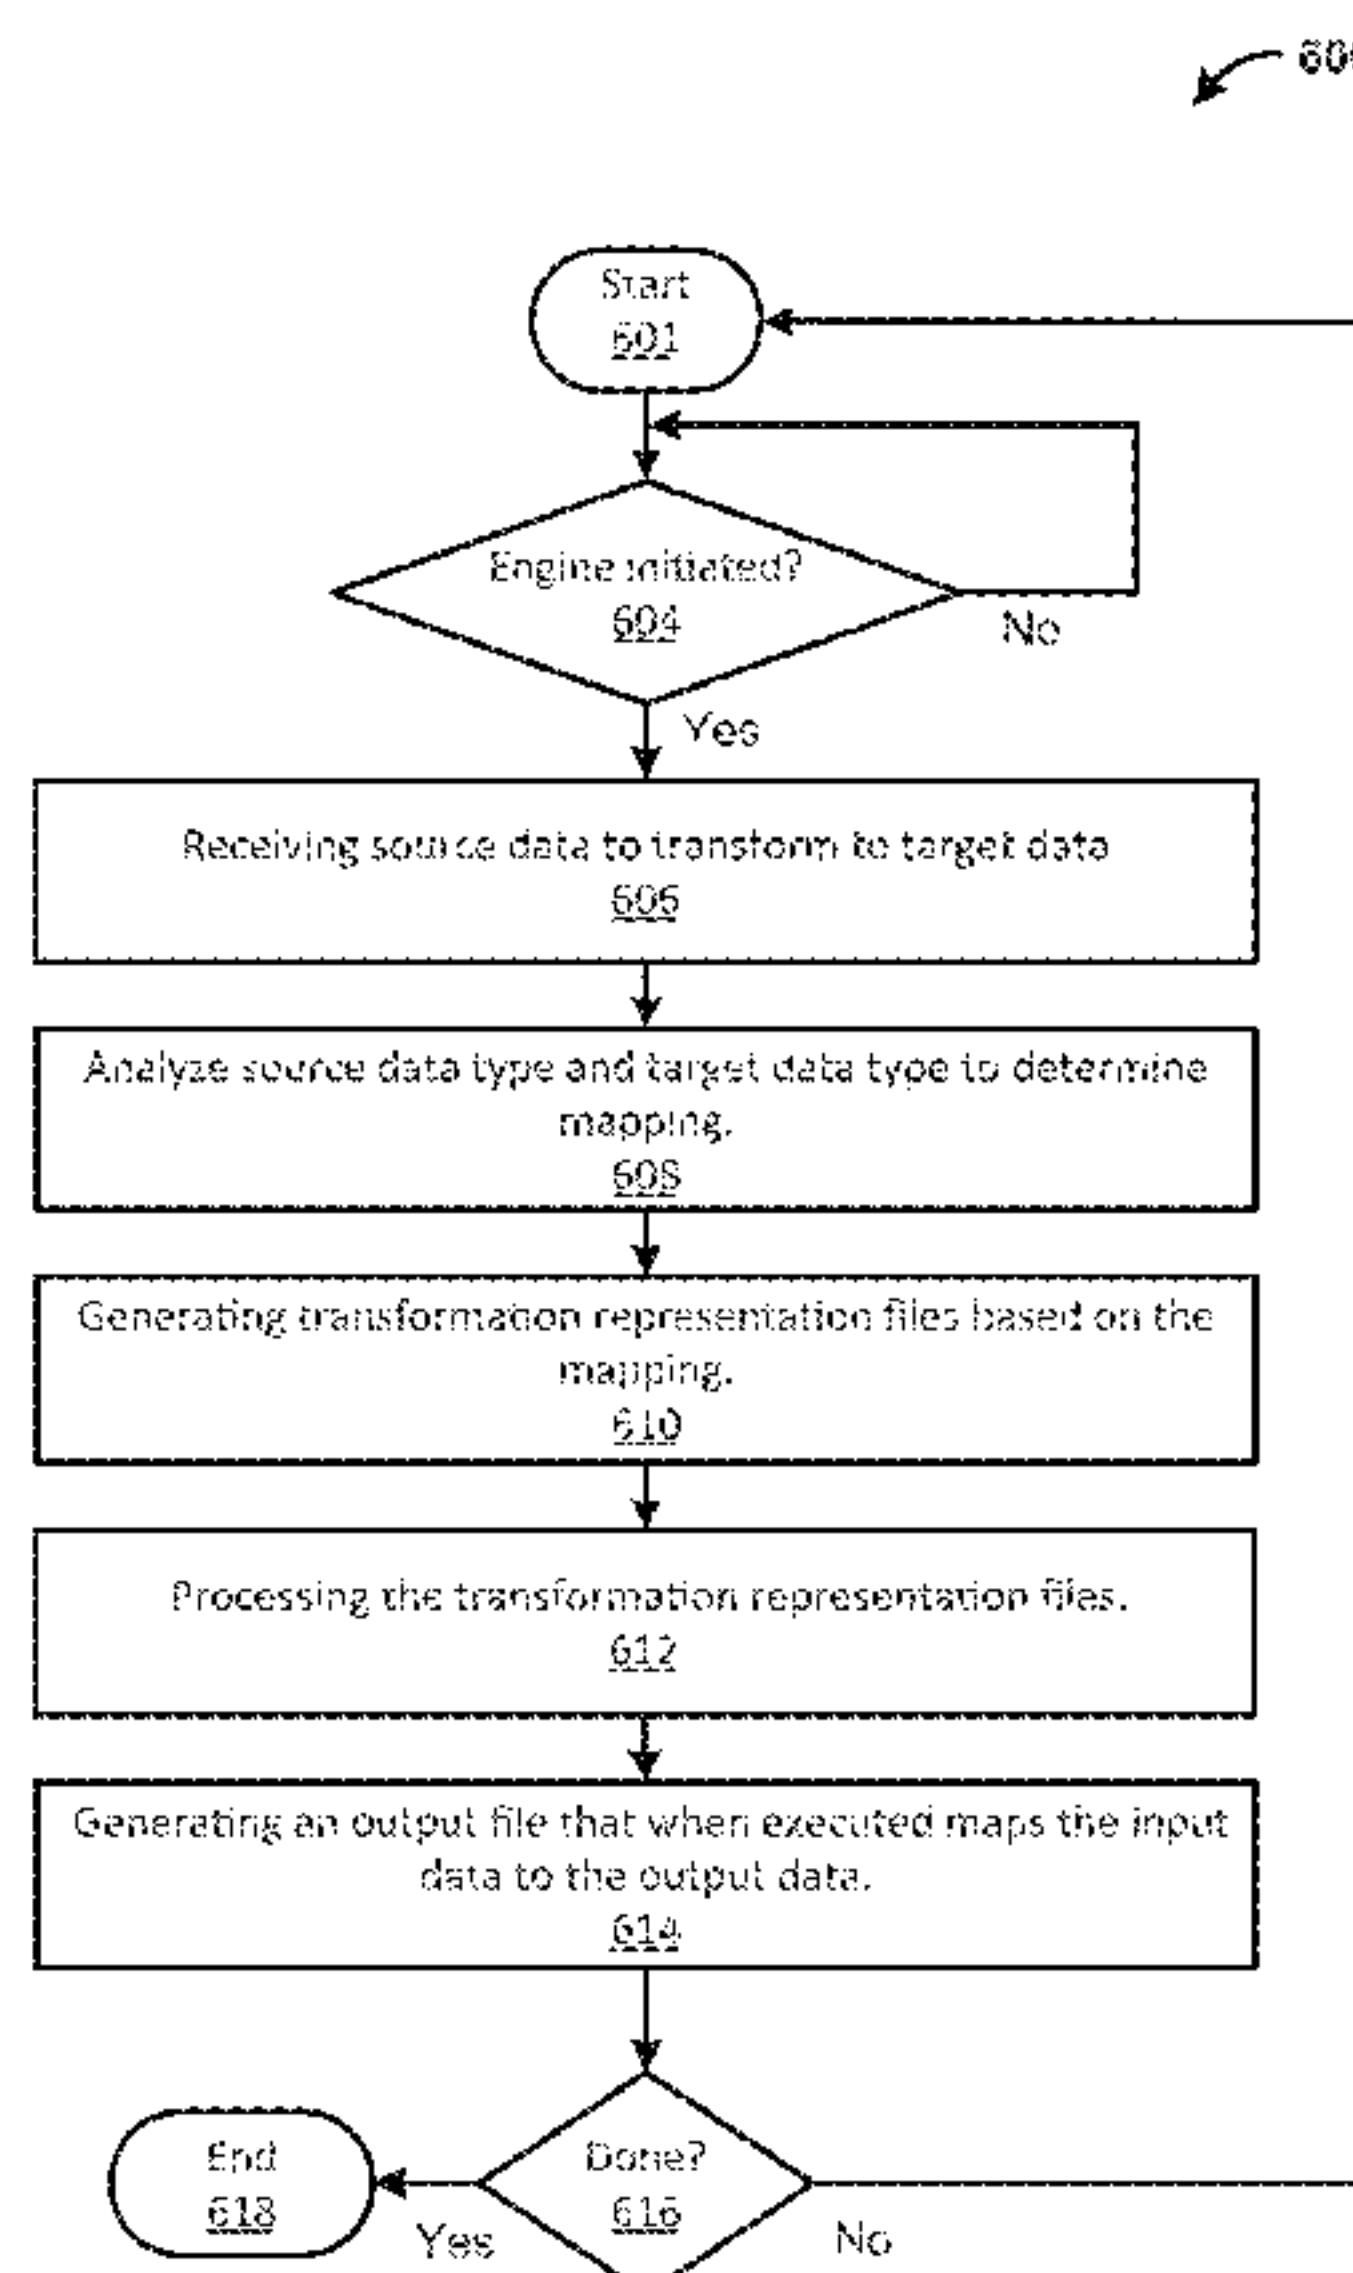 Start
601
Engine initiated?
604
No
Yes
Receiving source data to transform to target data
606
Analyze source data type and target data type to determine
mapping.
608
Generating transformation representation files based on the
mapping.
610
Processing the transformation representation files.
612
Generating an output file that when executed maps the input
data to the output data.
614
End
618
Done?
616
Yes
No